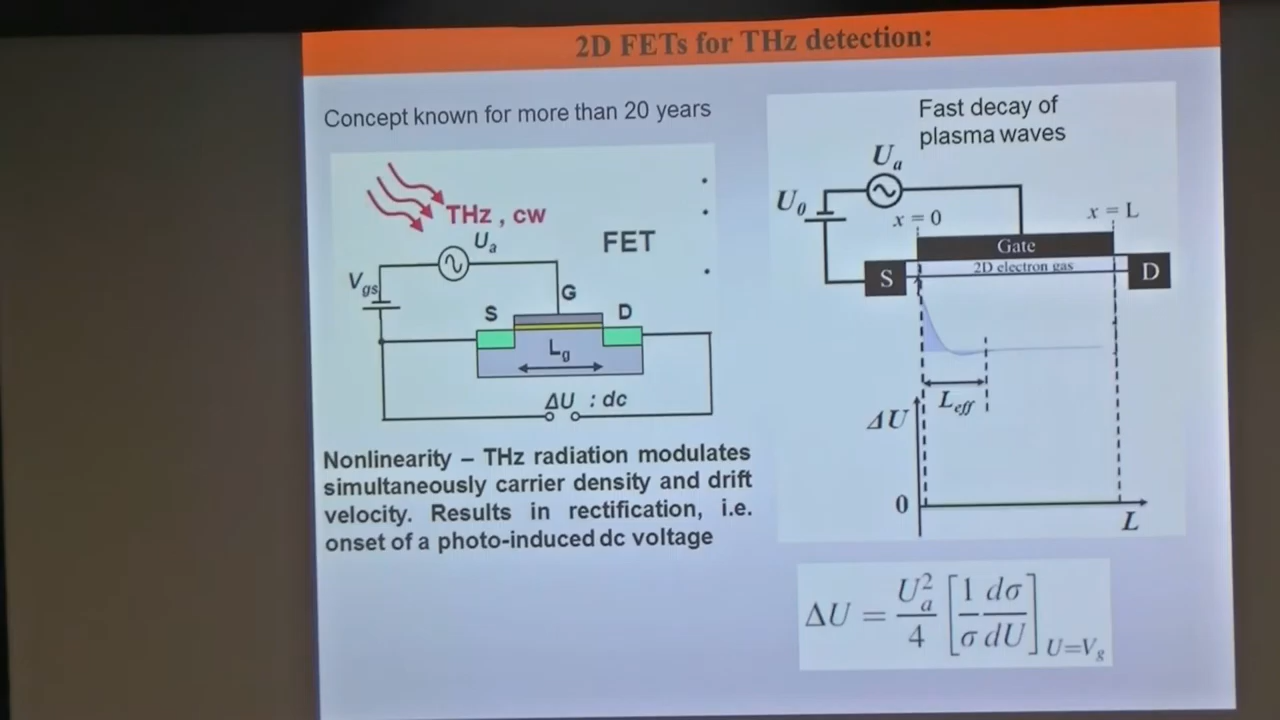 2D FETs for THz detection:
Concept known for more than 20 years
THz , cw
U_a
V_gs
FET
G
S
D
L_g
ΔU : dc
Nonlinearity – THz radiation modulates
simultaneously carrier density and drift
velocity. Results in rectification, i.e.
onset of a photo-induced dc voltage
Fast decay of
plasma waves
U_a
U_0
x = 0
x = L
Gate
2D electron gas
S
D
L_eff
ΔU
0
L
ΔU = U_a^2/4 [1/σ dσ/dU]_U=V_g